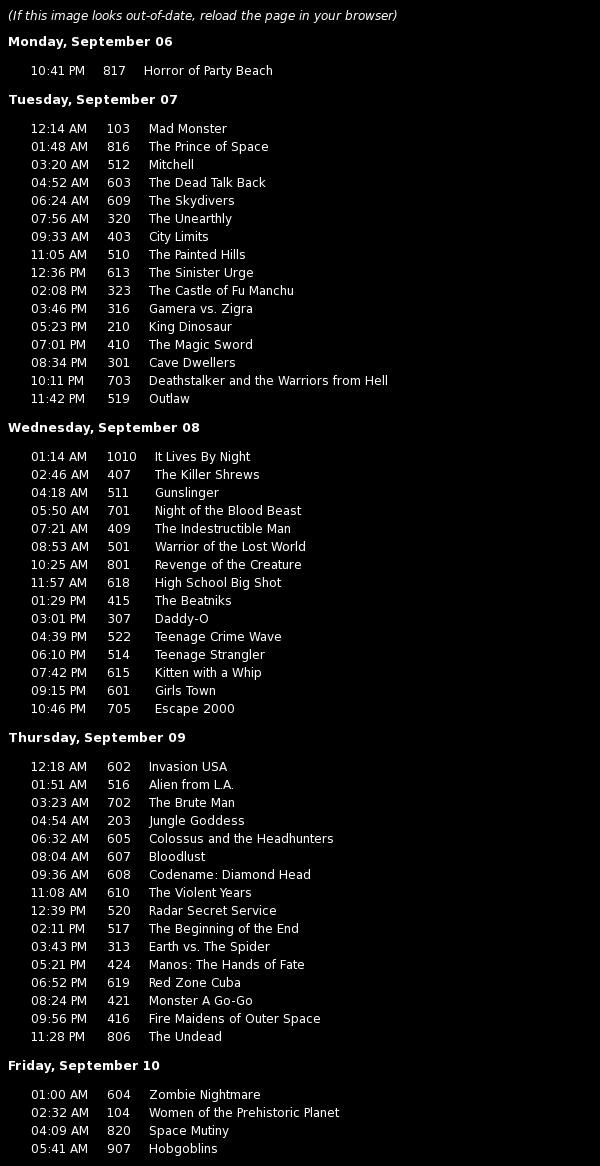 (If this image looks out-of-date, reload the page in your browser)
Monday, September 06
10:41 PM 817 Horror of Party Beach
Tuesday, September 07
12:14 AM 103 Mad Monster
01:48 AM 816 The Prince of Space
03:20 AM 512 Mitchell
04:52 AM 603 The Dead Talk Back
06:24 AM 609 The Skydivers
07:56 AM 320 The Unearthly
09:33 AM 403 City Limits
11:05 AM 510 The Painted Hills
12:36 PM 613 The Sinister Urge
02:08 PM 323 The Castle of Fu Manchu
03:46 PM 316 Gamera vs. Zigra
05:23 PM 210 King Dinosaur
07:01 PM 410 The Magic Sword
08:34 PM 301 Cave Dwellers
10:11 PM 703 Deathstalker and the Warriors from Hell
11:42 PM 519 Outlaw
Wednesday, September 08
01:14 AM 1010 It Lives By Night
02:46 AM 407 The Killer Shrews
04:18 AM 511 Gunslinger
05:50 AM 701 Night of the Blood Beast
07:21 AM 409 The Indestructible Man
08:53 AM 501 Warrior of the Lost World
10:25 AM 801 Revenge of the Creature
11:57 AM 618 High School Big Shot
01:29 PM 415 The Beatniks
03:01 PM 307 Daddy-O
04:39 PM 522 Teenage Crime Wave
06:10 PM 514 Teenage Strangler
07:42 PM 615 Kitten with a Whip
09:15 PM 601 Girls Town
10:46 PM 705 Escape 2000
Thursday, September 09
12:18 AM 602 Invasion USA
01:51 AM 516 Alien from L.A.
03:23 AM 702 The Brute Man
04:54 AM 203 Jungle Goddess
06:32 AM 605 Colossus and the Headhunters
08:04 AM 607 Bloodlust
09:36 AM 608 Codename: Diamond Head
11:08 AM 610 The Violent Years
12:39 PM 520 Radar Secret Service
02:11 PM 517 The Beginning of the End
03:43 PM 313 Earth vs. The Spider
05:21 PM 424 Manos: The Hands of Fate
06:52 PM 619 Red Zone Cuba
08:24 PM 421 Monster A Go-Go
09:56 PM 416 Fire Maidens of Outer Space
11:28 PM 806 The Undead
Friday, September 10
01:00 AM 604 Zombie Nightmare
02:32 AM 104 Women of the Prehistoric Planet
04:09 AM 820 Space Mutiny
05:41 AM 907 Hobgoblins